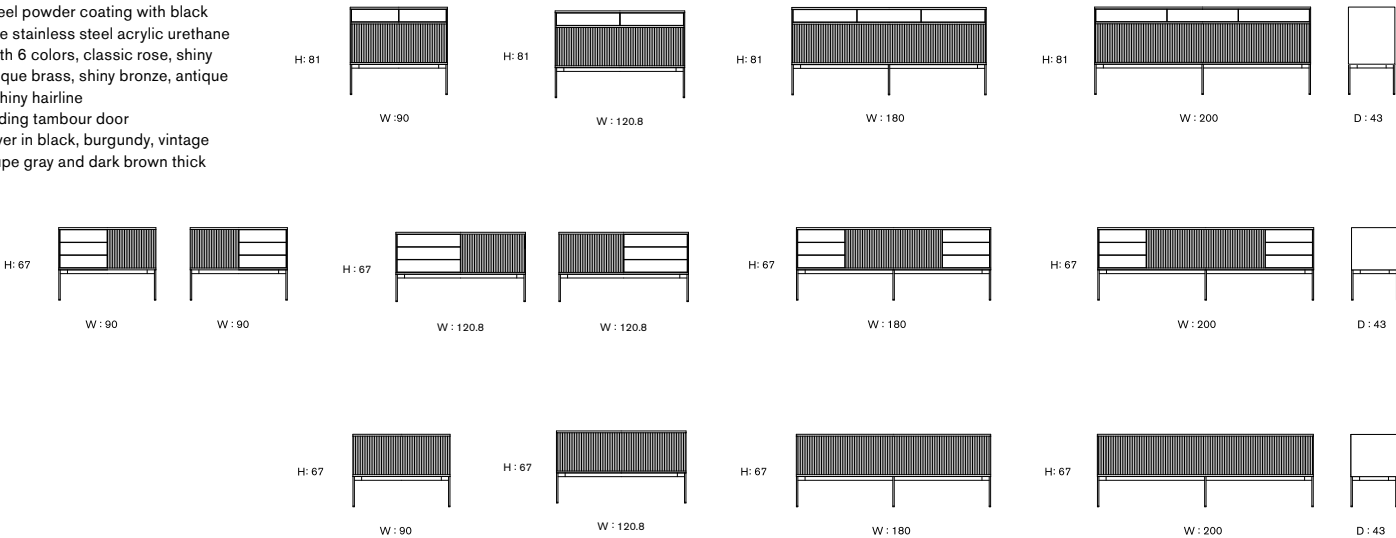 eel powder coating with black
e stainless steel acrylic urethane
th 6 colors, classic rose, shiny
que brass, shiny bronze, antique
hiny hairline
ding tambour door
ver in black, burgundy, vintage
upe gray and dark brown thick
H: 81
W :90
H: 81
W : 120.8
H: 81
W : 180
H: 81
W : 200
D : 43
H: 67
W : 90
W : 90
H : 67
W : 120.8
W : 120.8
H: 67
W : 180
H: 67
W : 200
D : 43
H: 67
W : 90
H : 67
W : 120.8
H: 67
W : 180
H: 67
W : 200
D : 43